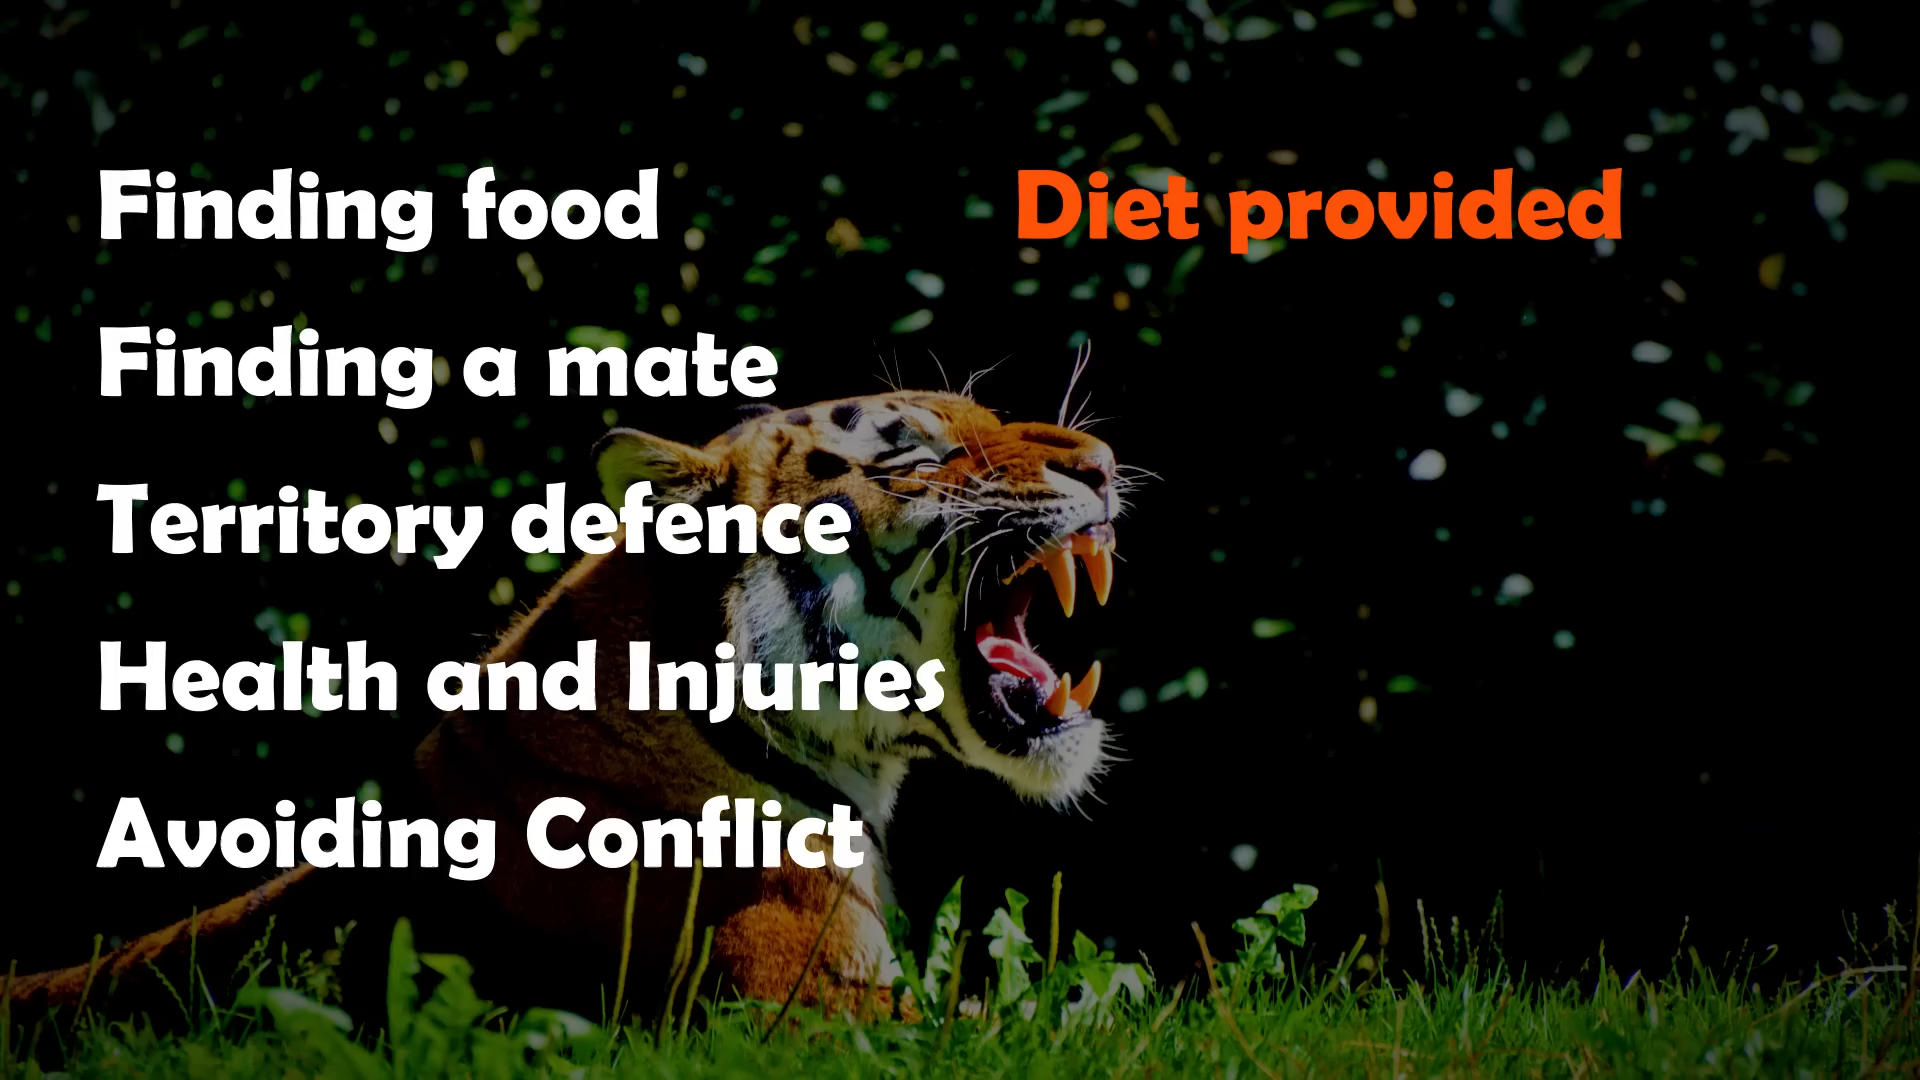 Finding food
Diet provided
Finding a mate
Territory defence
Health and Injuries
Avoiding Conflict